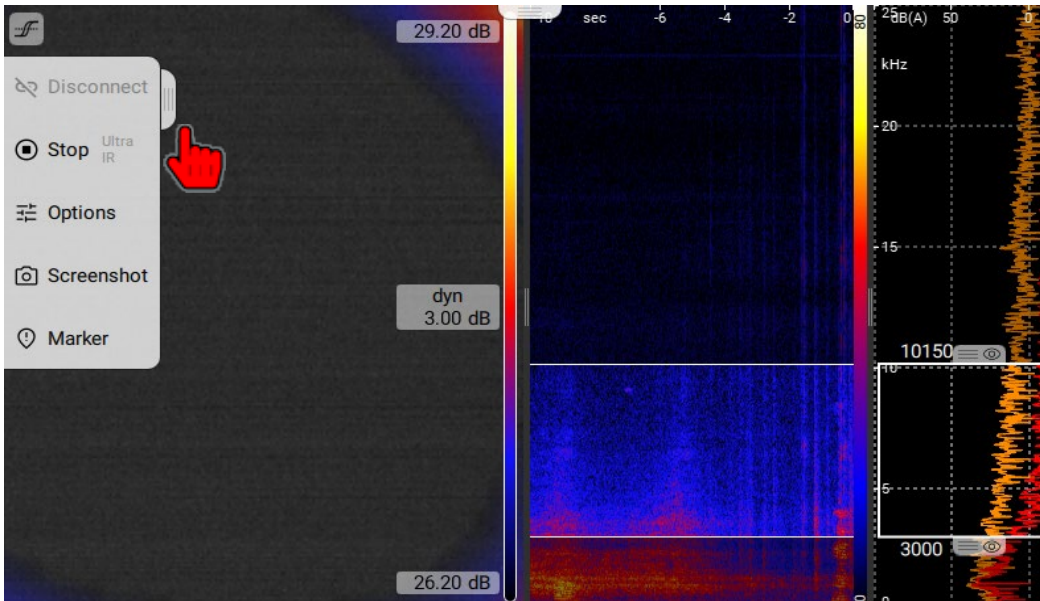 29.20 dB
Disconnect
Stop
Ultra
IR
Options
Screenshot
Marker
dyn
3.00 dB
26.20 dB
sec
-6
-4
-2
0
80
25
dB(A)
50
0
kHz
20
15
10150
10
5
3000